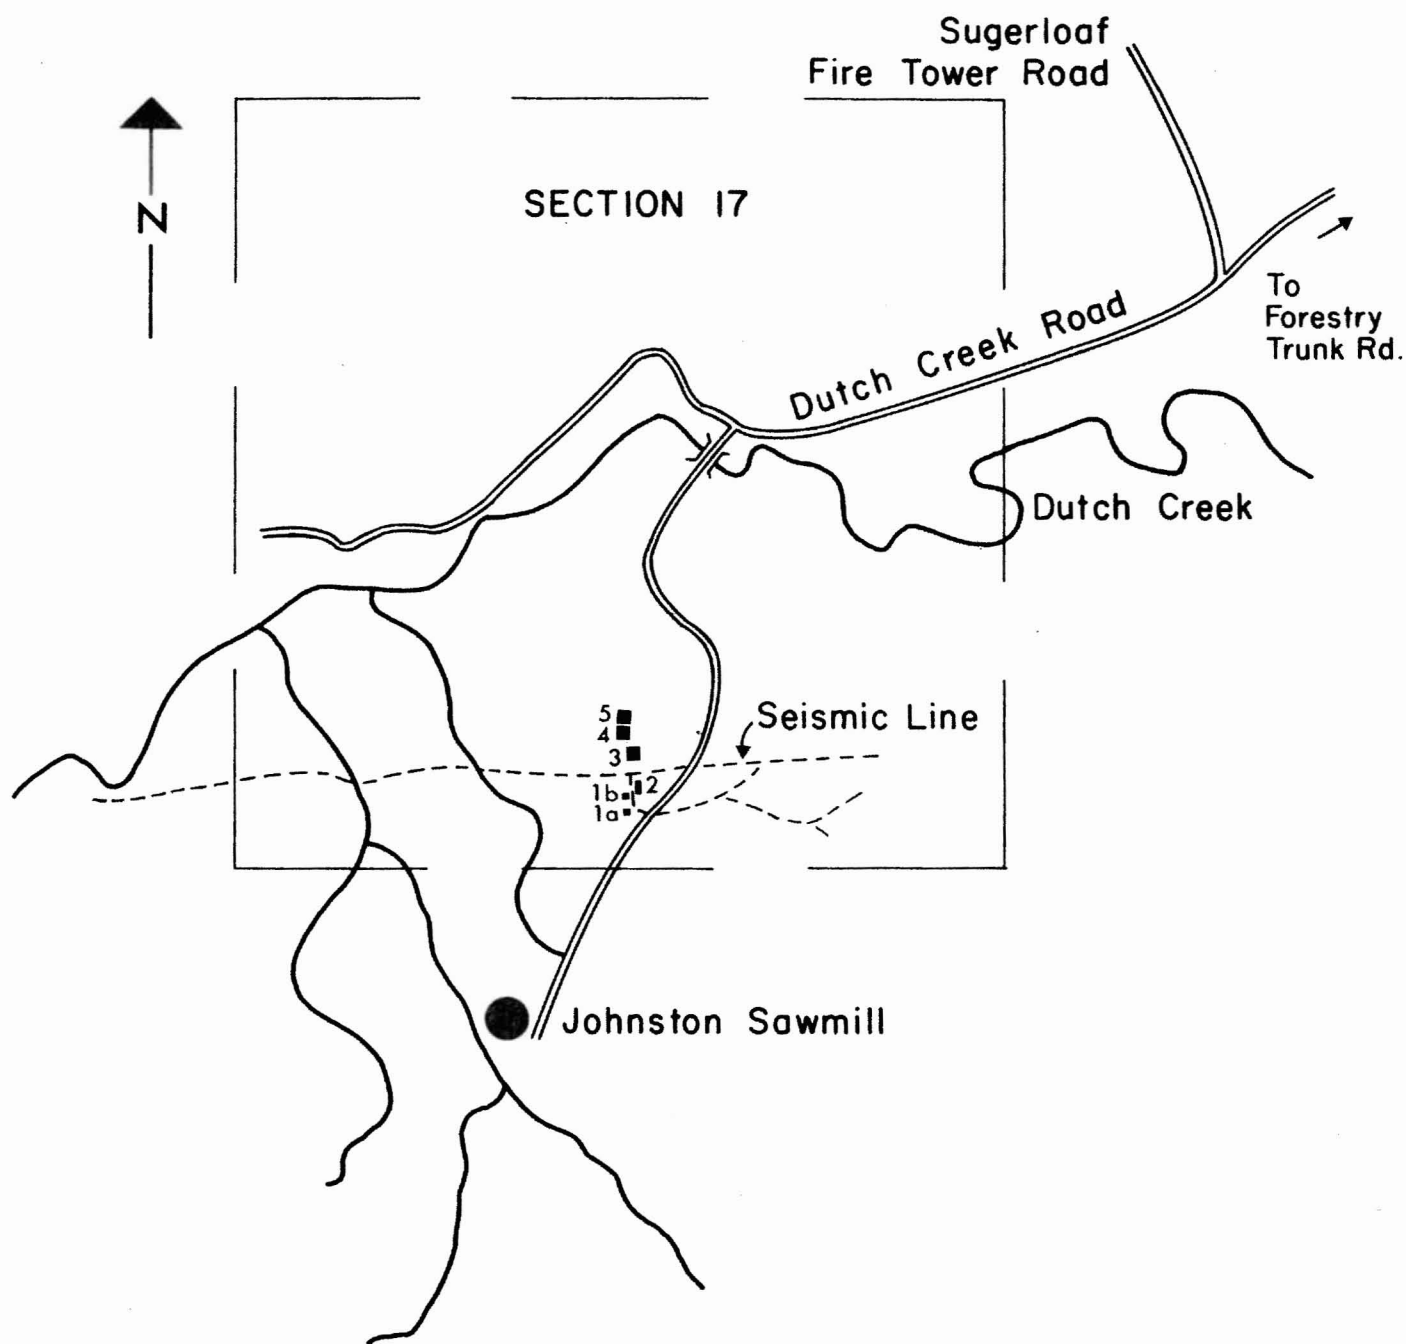 Sugerloaf
Fire Tower Road
N
SECTION 17
To
Forestry
Trunk Rd.
Dutch Creek Road
Dutch Creek
5
4
3
Seismic Line
2
1b
1a
Johnston Sawmill